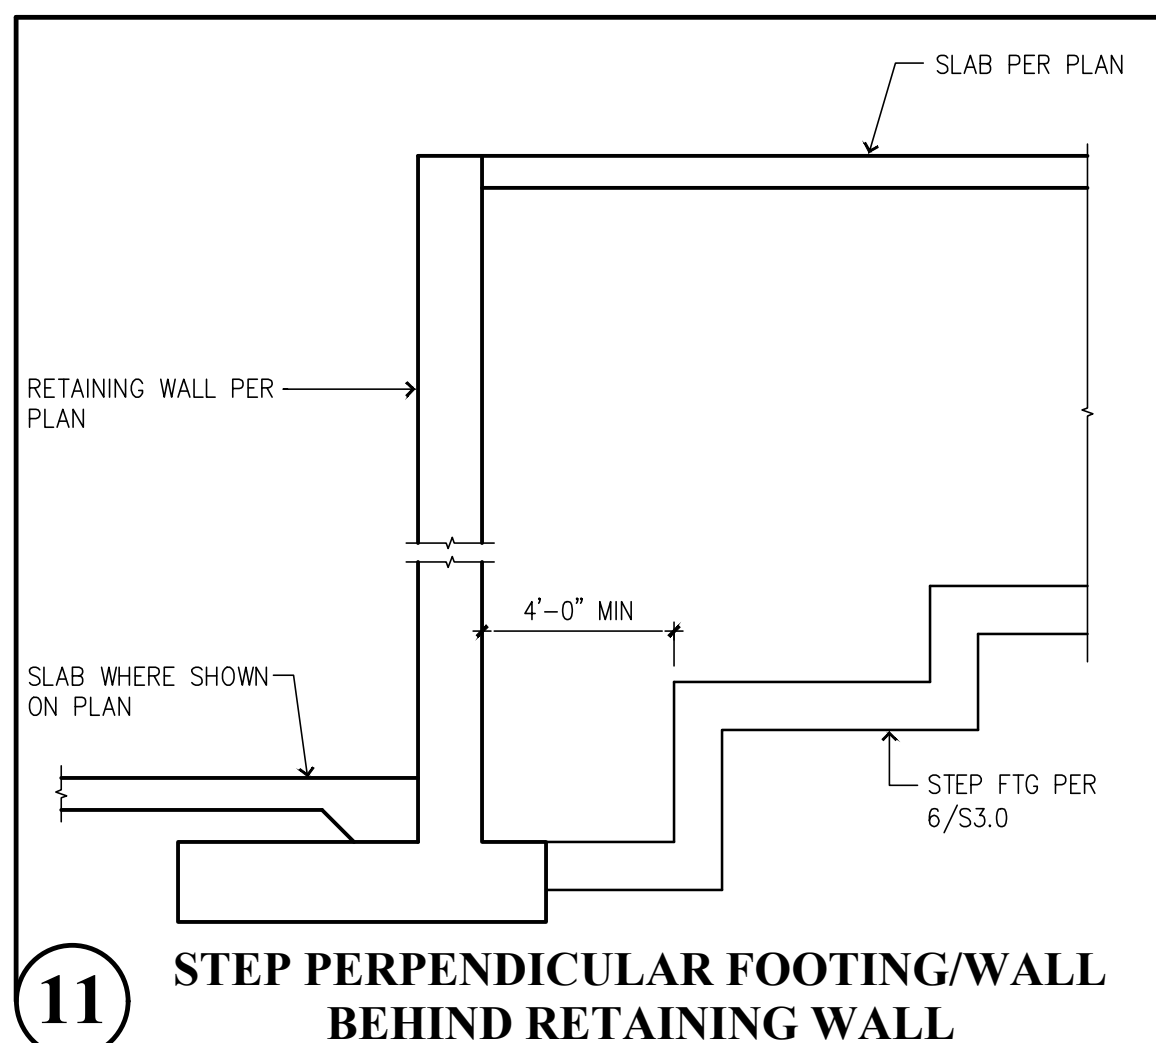 SLAB PER PLAN
RETAINING WALL PER
PLAN
4'-0" MIN
SLAB WHERE SHOWN
ON PLAN
STEP FTG PER
6/S3.0
11
STEP PERPENDICULAR FOOTING/WALL
BEHIND RETAINING WALL